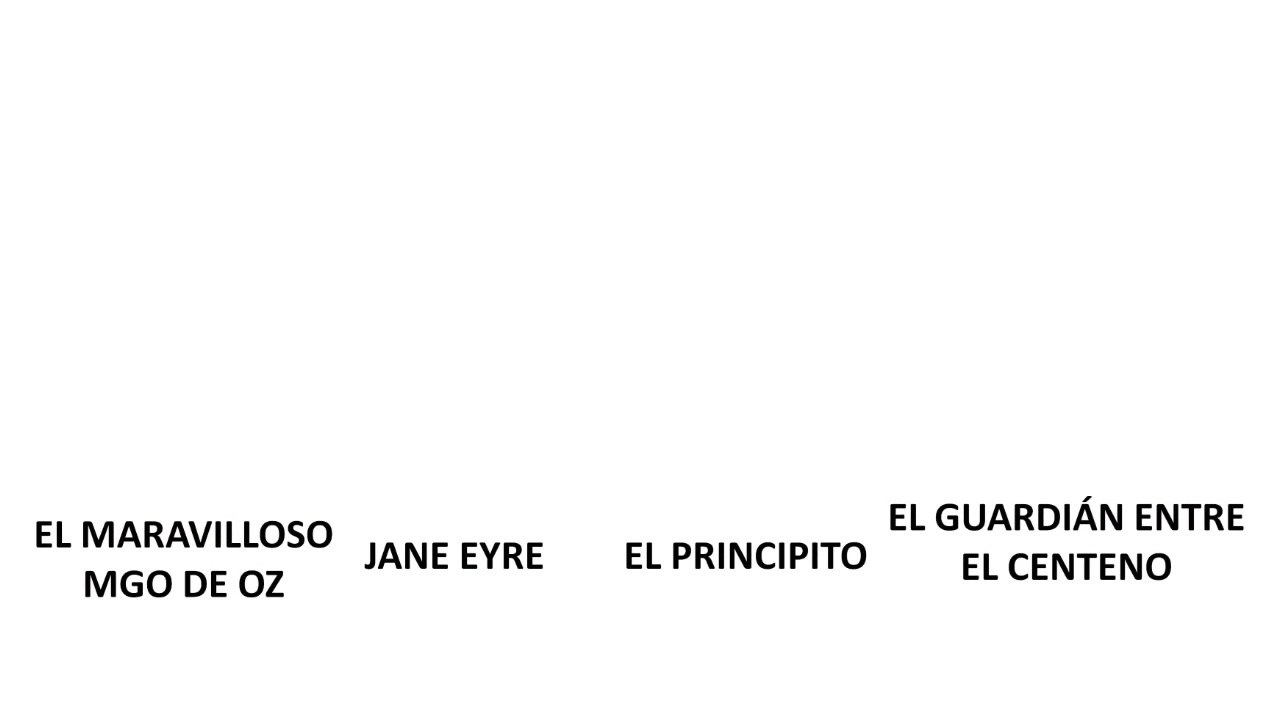 EL MARAVILLOSO
MGO DE OZ
JANE EYRE
EL PRINCIPITO
EL GUARDIÁN ENTRE
EL CENTENO